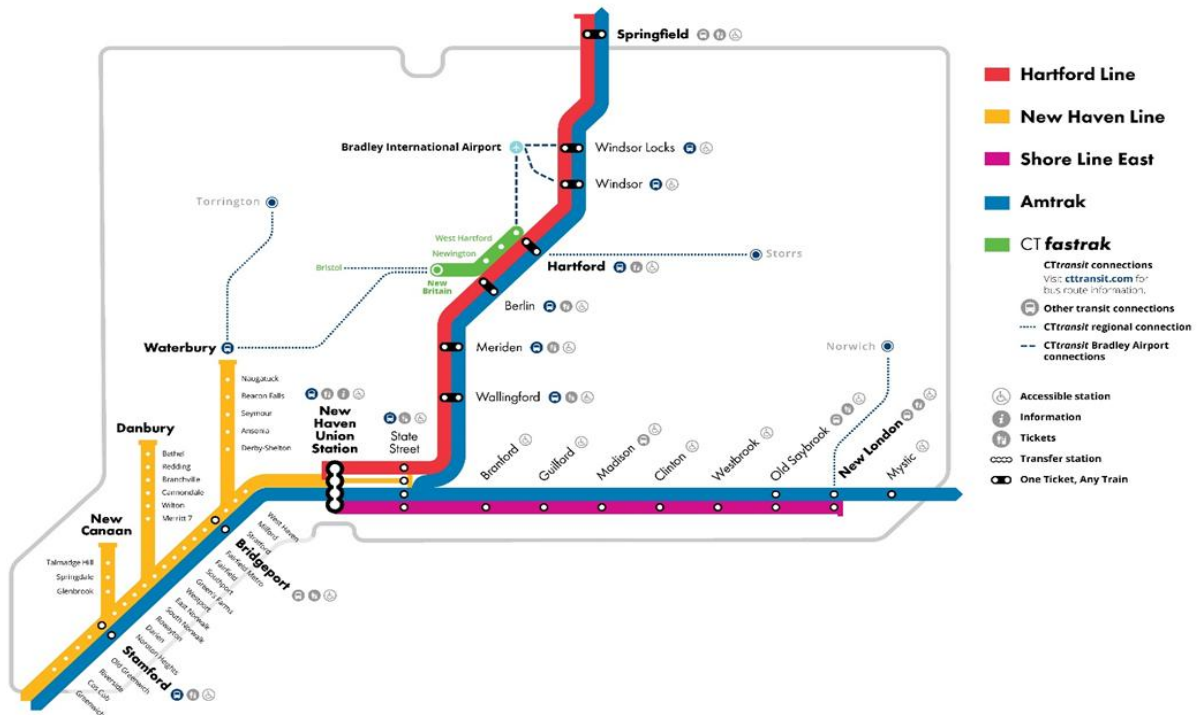 Springfield
Hartford Line
New Haven Line
Shore Line East
Amtrak
CT fastrak
CTtransit connections
Visit cttransit.com for
bus route information.
Other transit connections
CTtransit regional connection
CTtransit Bradley Airport
connections
Accessible station
Information
Tickets
Transfer station
One Ticket, Any Train
Bradley International Airport
Windsor Locks
Windsor
Torrington
West Hartford
Newington
Bristol
New
Britain
Hartford
Storrs
Berlin
Waterbury
Meriden
Norwich
Naugatuck
Beacon Falls
Seymour
Ansonia
Derby-Shelton
New
Haven
Union
Station
State
Street
Wallingford
Danbury
Bethel
Redding
Branchville
Cannondale
Wilton
Merritt 7
Branford
Guilford
Madison
Clinton
Westbrook
Old Saybrook
New London
Mystic
New
Canaan
Talmadge Hill
Springdale
Glenbrook
West Haven
Milford
Stratford
Bridgeport
Fairfield Metro
Fairfield
Southport
Green's Farms
Westport
East Norwalk
South Norwalk
Rowayton
Darien
Noroton Heights
Stamford
Old Greenwich
Riverside
Cos Cob
Greenwich